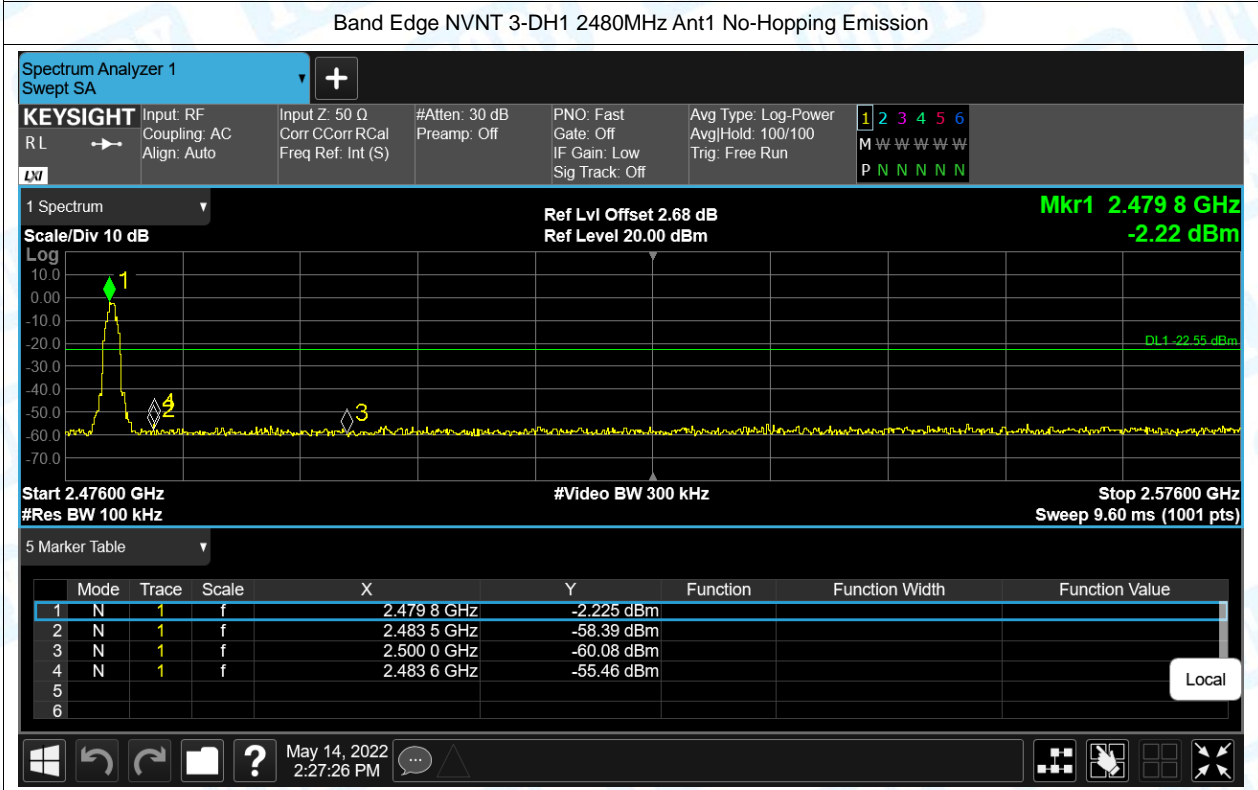 Band Edge NVNT 3-DH1 2480MHz Ant1 No-Hopping Emission
Spectrum Analyzer 1
Swept SA
KEYSIGHT
R L
LXI
Input: RF
Coupling: AC
Align: Auto
Input Z: 50 Ω
Corr CCorr RCal
Freq Ref: Int (S)
#Atten: 30 dB
Preamp: Off
PNO: Fast
Gate: Off
IF Gain: Low
Sig Track: Off
Avg Type: Log-Power
Avg|Hold: 100/100
Trig: Free Run
1 2 3 4 5 6
M W W W W W
P N N N N N
1 Spectrum
Scale/Div 10 dB
Ref Lvl Offset 2.68 dB
Ref Level 20.00 dBm
Mkr1 2.479 8 GHz
-2.22 dBm
Log
10.0
0.00
-10.0
-20.0
-30.0
-40.0
-50.0
-60.0
-70.0
1
4
2
3
DL1 -22.55 dBm
Start 2.47600 GHz
#Video BW 300 kHz
Stop 2.57600 GHz
#Res BW 100 kHz
Sweep 9.60 ms (1001 pts)
5 Marker Table
Mode Trace Scale X Y Function Function Width Function Value
1 N 1 f 2.479 8 GHz -2.225 dBm
2 N 1 f 2.483 5 GHz -58.39 dBm
3 N 1 f 2.500 0 GHz -60.08 dBm
4 N 1 f 2.483 6 GHz -55.46 dBm
5
6
Local
?
May 14, 2022
2:27:26 PM